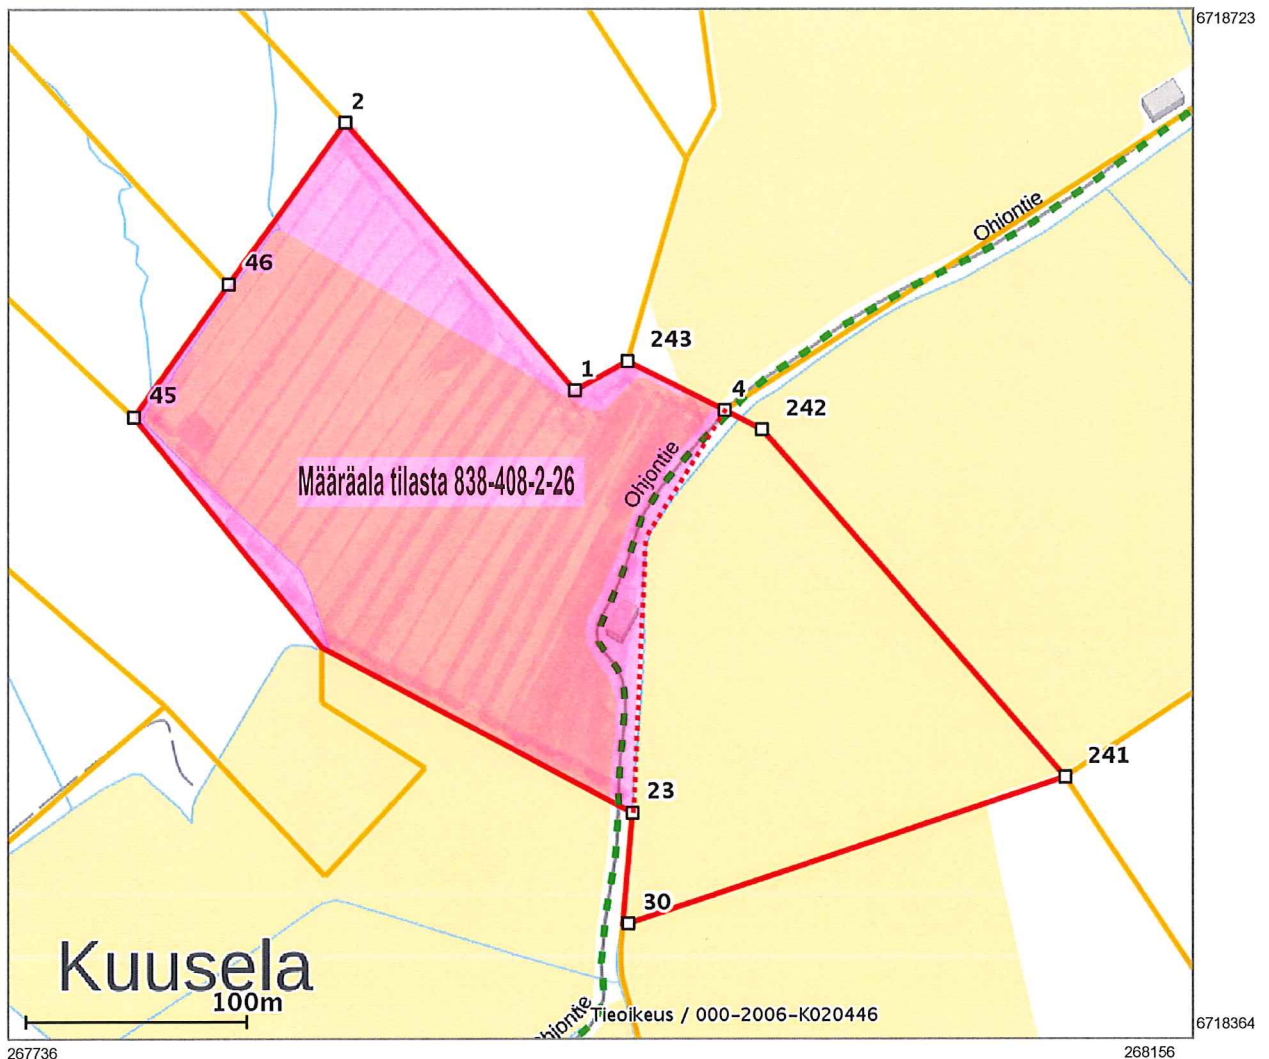 6718723
2
Ohjontie
46
243
1
45
4
242
Ohjontie
Määräala tilasta 838-408-2-26
241
23
30
Kuusela
100m
Tieoikeus / 000-2006-K020446
hjontie
6718364
267736
268156